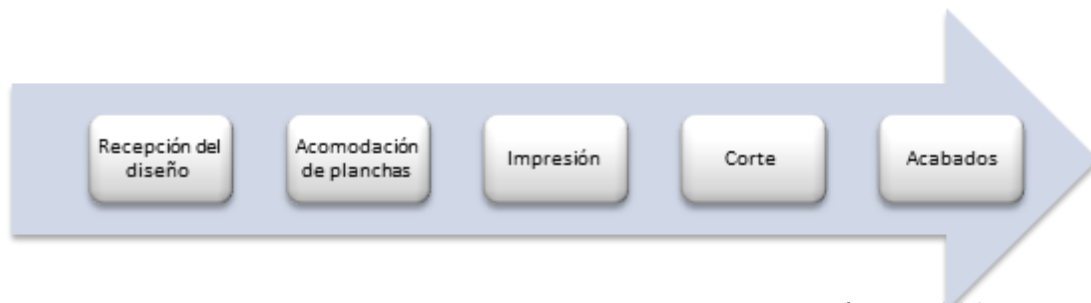 Recepción del
diseño
Acomodación
de planchas
Impresión
Corte
Acabados